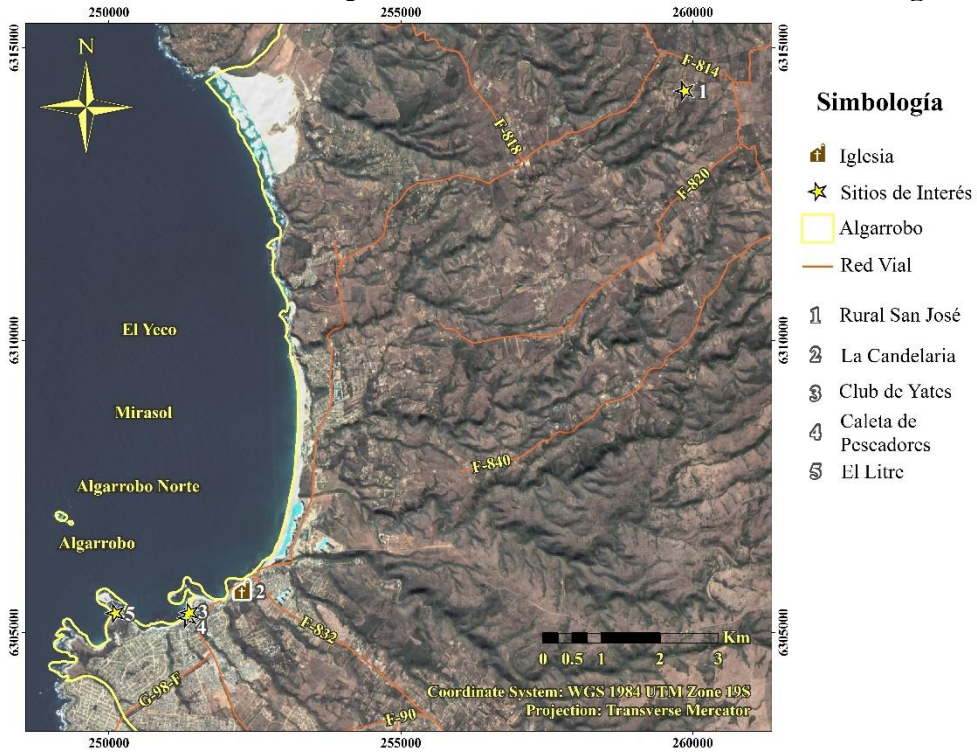 250000
255000
260000
6315000
6315000
N
F-814
1
F-818
F-820
El Yeco
6310000
6310000
Mirasol
F-840
Algarrobo Norte
Algarrobo
2
5
3
4
6305000
6305000
F-832
G-98-F
F-90
Km
0 0.5 1 2 3
Coordinate System: WGS 1984 UTM Zone 19S
Projection: Transverse Mercator
250000
255000
260000
Simbología
Iglesia
Sitios de Interés
Algarrobo
Red Vial
1 Rural San José
2 La Candelaria
3 Club de Yates
4 Caleta de
Pescadores
5 El Litre